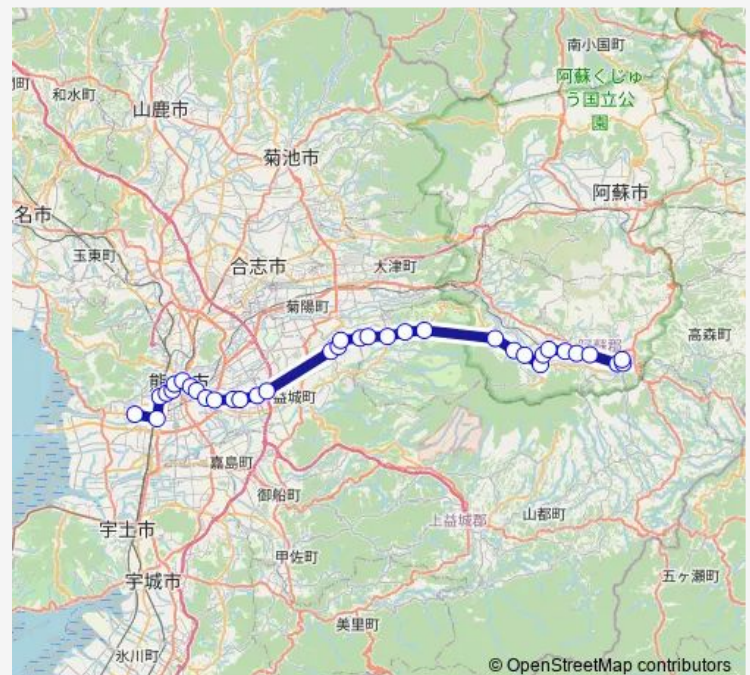 南小国町
和水町
山鹿市
阿蘇くじゅ
う国立公
園
菊池市
阿蘇市
名市
玉東町
合志市
大津町
菊陽町
高森町
益城町
嘉島町
御船町
上益城郡
山都町
宇土市
甲佐町
宇城市
五ヶ瀬町
美里町
氷川町
© OpenStreetMap contributors